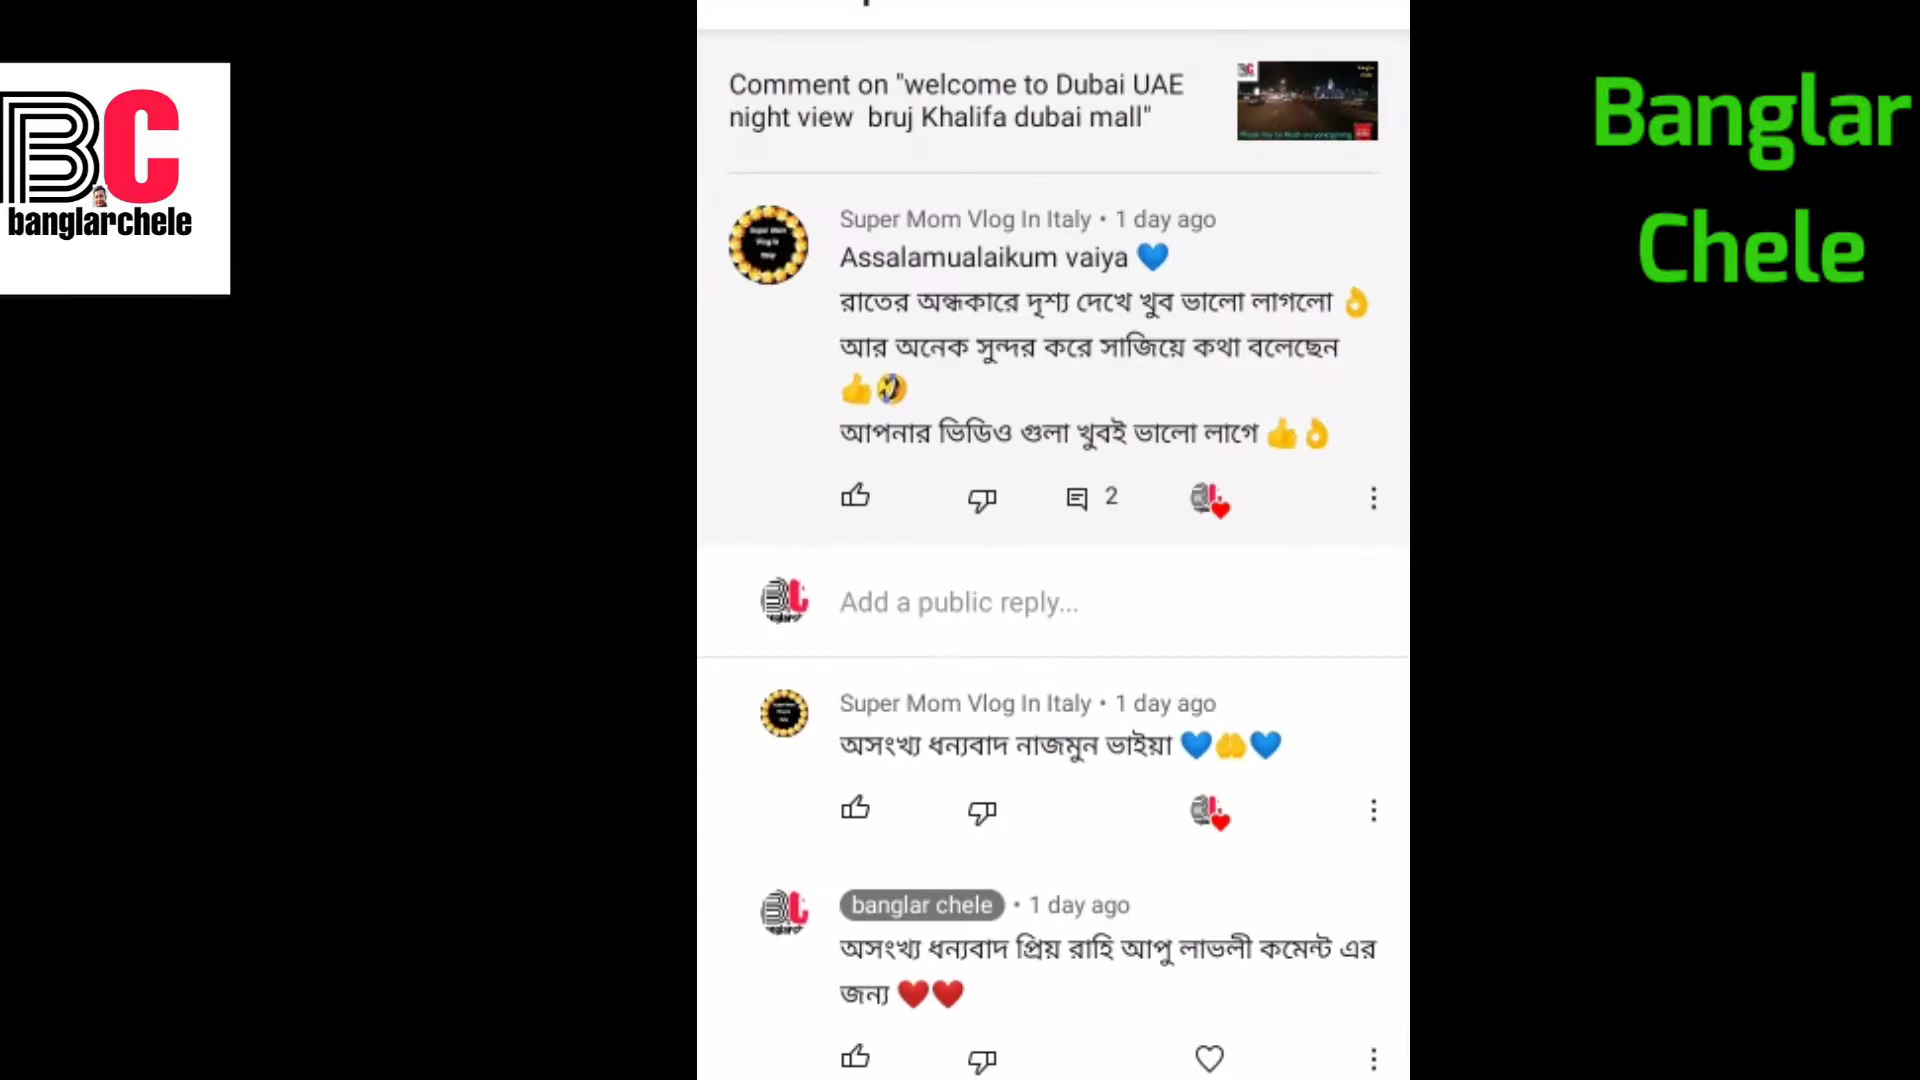 Comment on "welcome to Dubai UAE
night view bruj Khalifa dubai mall"
B.C
banglarchele
Banglar
Chele
Super Mom Vlog In Italy • 1 day ago
Assalamualaikum vaiya 💙
রাতের অন্ধকারে দৃশ্য দেখে খুব ভালো লাগলো 👌
আর অনেক সুন্দর করে সাজিয়ে কথা বলেছেন
👍🤣
আপনার ভিডিও গুলা খুবই ভালো লাগে 👍👌
2
Add a public reply...
Super Mom Vlog In Italy • 1 day ago
অসংখ্য ধন্যবাদ নাজমুন ভাইয়া 💙🤲💙
banglar chele • 1 day ago
অসংখ্য ধন্যবাদ প্রিয় রাহি আপু লাভলী কমেন্ট এর
জন্য ❤️❤️